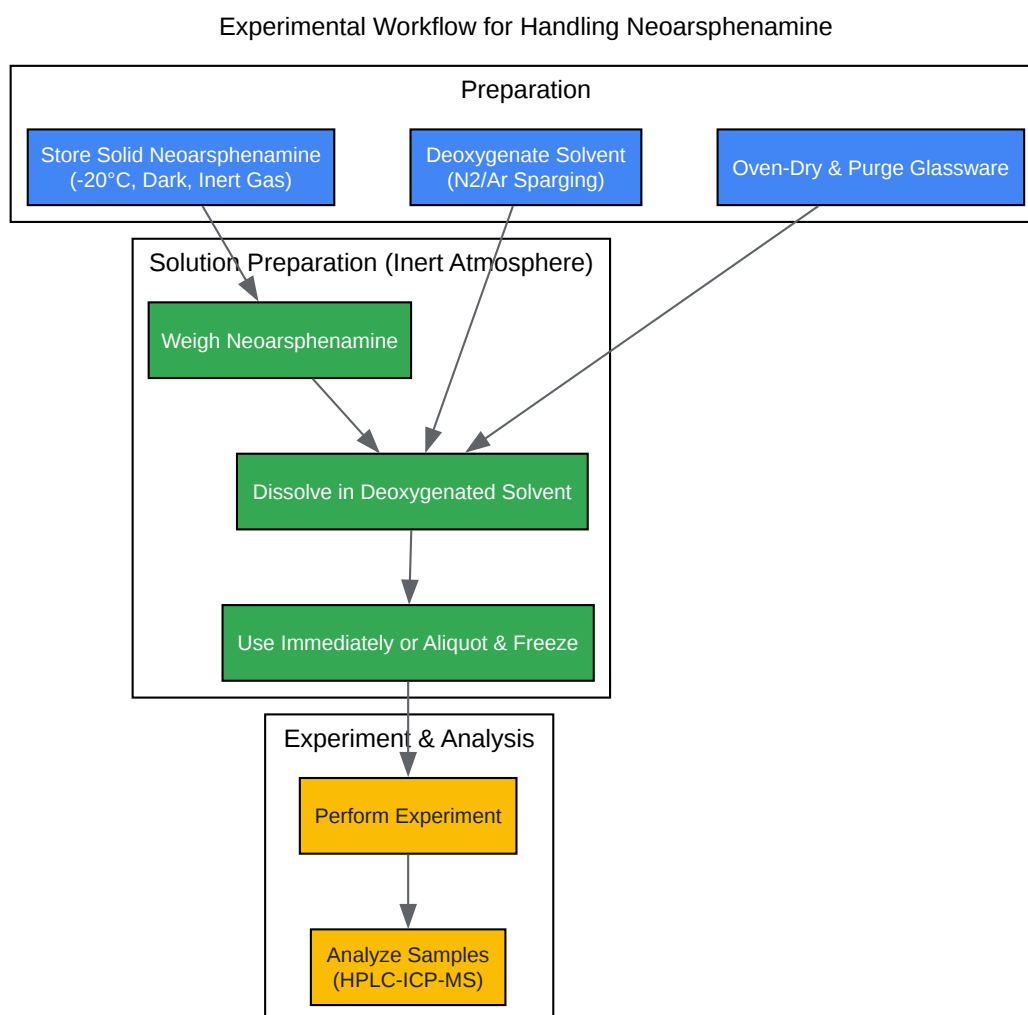 Experimental Workflow for Handling Neoarsphenamine
Preparation
Store Solid Neoarsphenamine
(-20°C, Dark, Inert Gas)
Deoxygenate Solvent
(N2/Ar Sparging)
Oven-Dry & Purge Glassware
Solution Preparation (Inert Atmosphere)
Weigh Neoarsphenamine
Dissolve in Deoxygenated Solvent
Use Immediately or Aliquot & Freeze
Experiment & Analysis
Perform Experiment
Analyze Samples
(HPLC-ICP-MS)